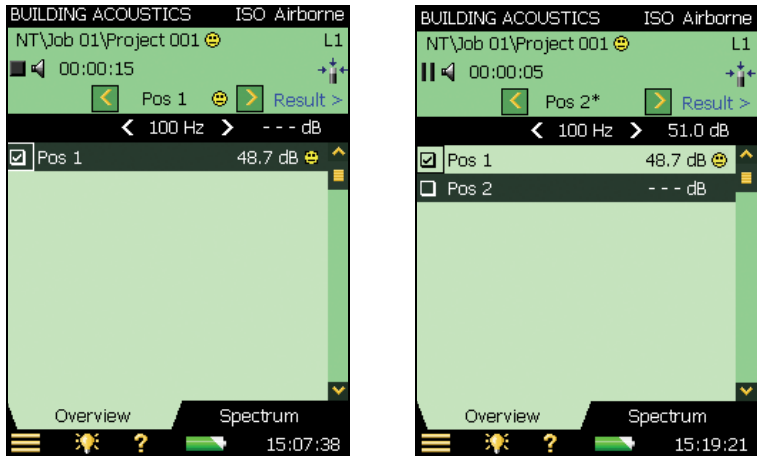 BUILDING ACOUSTICS ISO Airborne
NT\Job 01\Project 001 L1
00:00:15
< Pos 1 > Result >
< 100 Hz > - - - dB
Pos 1 48.7 dB
Overview Spectrum
? 15:07:38
BUILDING ACOUSTICS ISO Airborne
NT\Job 01\Project 001 L1
00:00:05
< Pos 2* > Result >
< 100 Hz > 51.0 dB
Pos 1 48.7 dB
Pos 2 - - - dB
Overview Spectrum
? 15:19:21